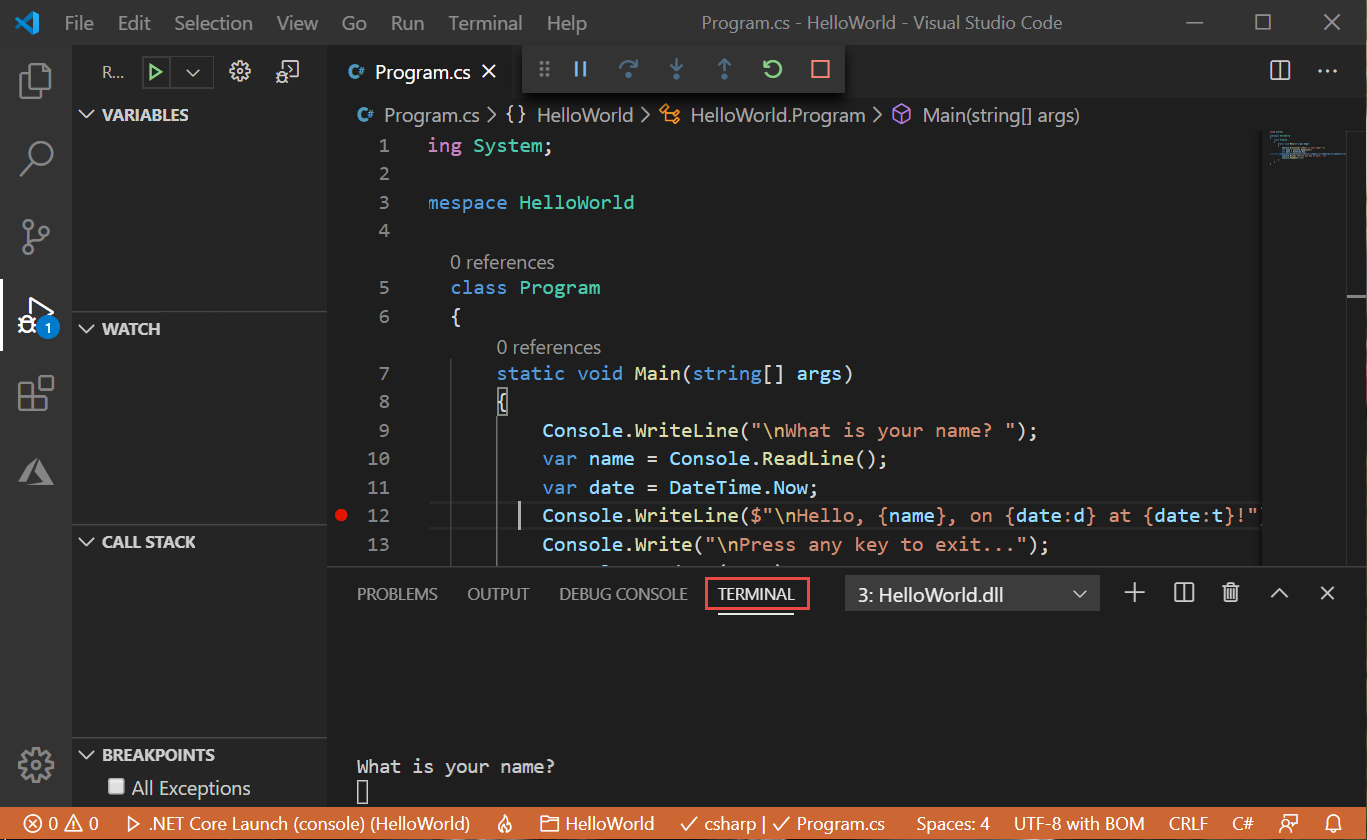 File Edit Selection View Go Run Terminal Help Program.cs - HelloWorld - Visual Studio Code
R... C# Program.cs
VARIABLES
C# Program.cs > {} HelloWorld > HelloWorld.Program > Main(string[] args)
1 ing System;
2
3 mespace HelloWorld
4
0 references
5 class Program
6 {
0 references
7 static void Main(string[] args)
8 {
9 Console.WriteLine("\nWhat is your name? ");
10 var name = Console.ReadLine();
11 var date = DateTime.Now;
12 Console.WriteLine($"\nHello, {name}, on {date:d} at {date:t}!")
13 Console.Write("\nPress any key to exit...");
1
WATCH
CALL STACK
BREAKPOINTS
All Exceptions
PROBLEMS OUTPUT DEBUG CONSOLE TERMINAL 3: HelloWorld.dll
What is your name?
0 0 .NET Core Launch (console) (HelloWorld) HelloWorld csharp | Program.cs Spaces: 4 UTF-8 with BOM CRLF C#